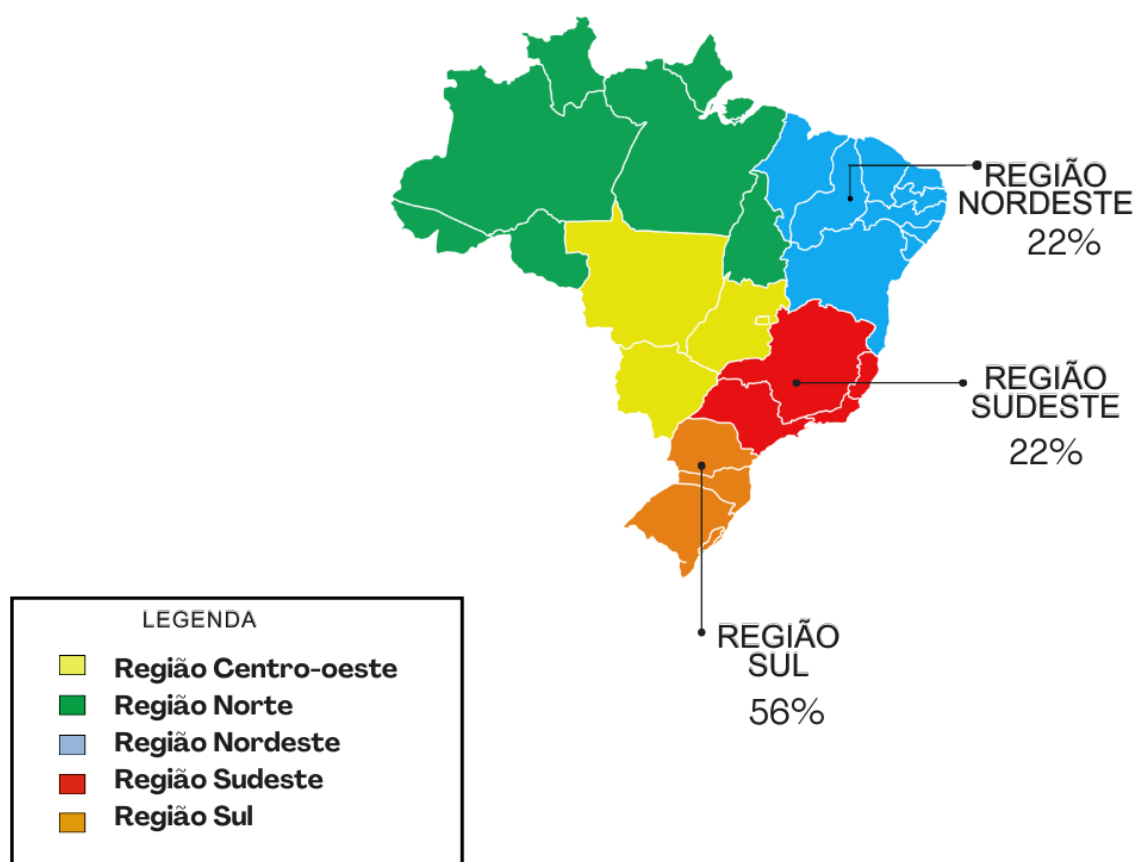 REGIÃO
NORDESTE
22%
REGIÃO
SUDESTE
22%
REGIÃO
SUL
56%
LEGENDA
Região Centro-oeste
Região Norte
Região Nordeste
Região Sudeste
Região Sul